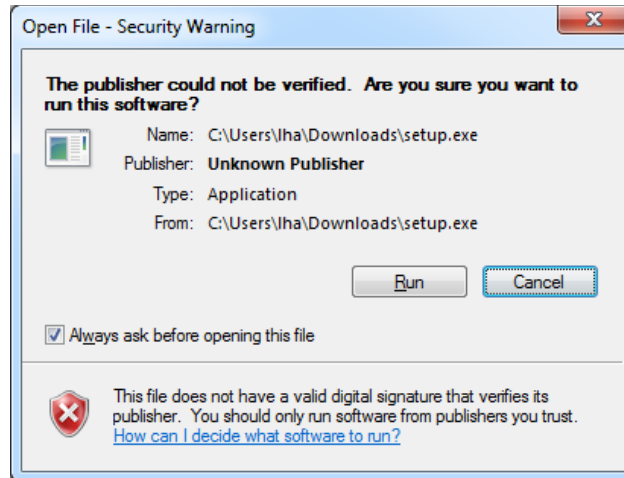 Open File - Security Warning
The publisher could not be verified.  Are you sure you want to
run this software?
Name: C:\Users\lha\Downloads\setup.exe
Publisher: Unknown Publisher
Type: Application
From: C:\Users\lha\Downloads\setup.exe
Run Cancel
Always ask before opening this file
This file does not have a valid digital signature that verifies its
publisher.  You should only run software from publishers you trust.
How can I decide what software to run?